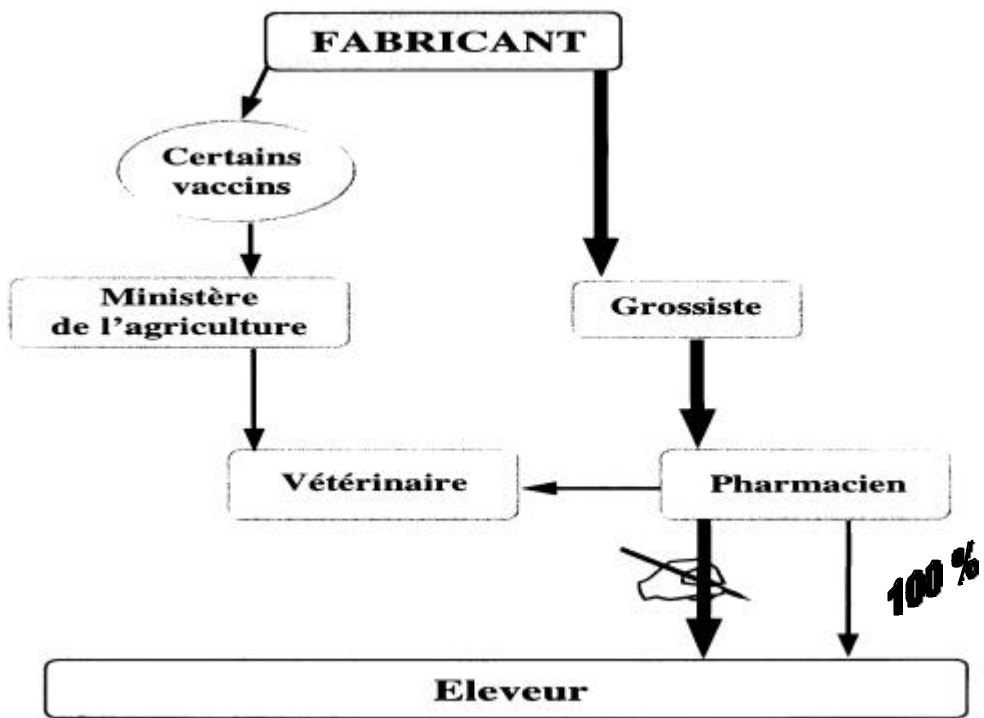 FABRICANT
Certains
vaccins
Ministère
de l'agriculture
Grossiste
Vétérinaire
Pharmacien
100 %
Eleveur